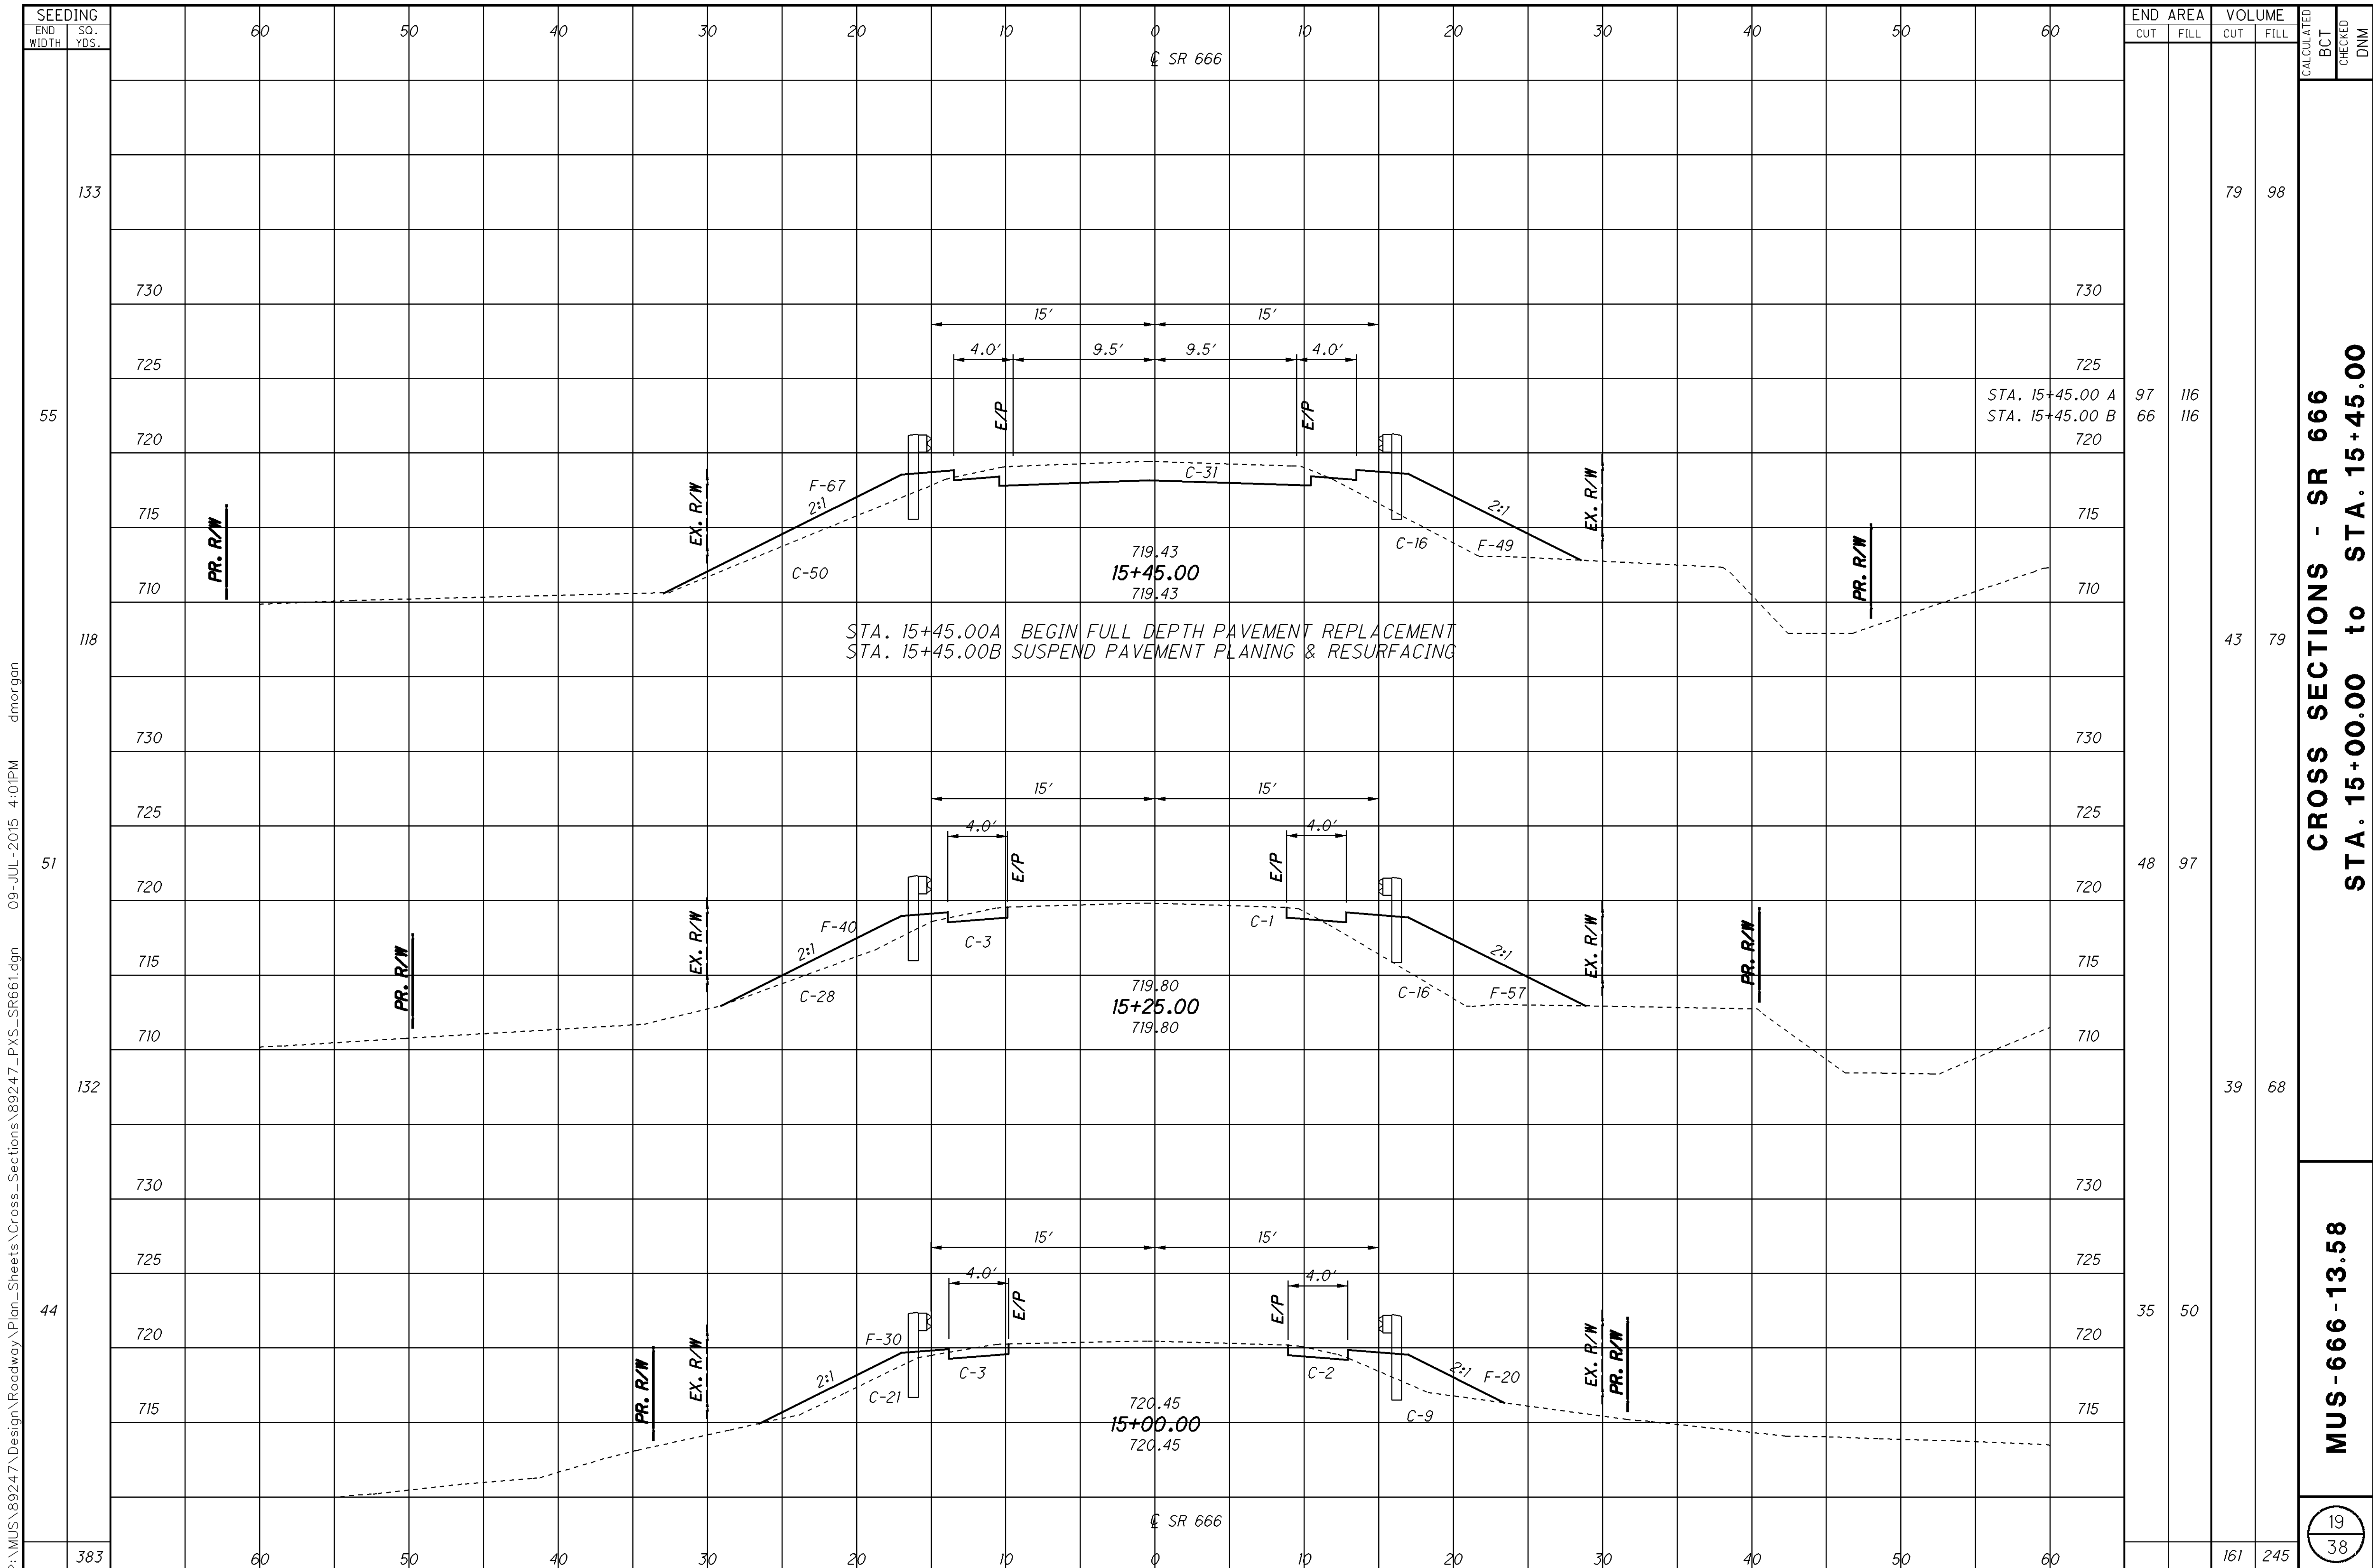 SEEDING
END WIDTH
SQ. YDS.
60 50 40 30 20 10 0 10 20 30 40 50 60
℄ SR 666
END AREA
CUT FILL
VOLUME
CUT FILL
CALCULATED
BCT
CHECKED
DNM
133
79 98
730 730
15' 15'
4.0' 9.5' 9.5' 4.0'
725 725
E/P E/P
STA. 15+45.00 A 97 116
STA. 15+45.00 B 66 116
55
720 720
C-31
F-67
2:1
EX. R/W
PR. R/W
2:1
EX. R/W
PR. R/W
715 715
C-16 F-49
C-50
719.43
15+45.00
719.43
710 710
STA. 15+45.00A BEGIN FULL DEPTH PAVEMENT REPLACEMENT
STA. 15+45.00B SUSPEND PAVEMENT PLANING & RESURFACING
118
43 79
730 730
15' 15'
725 725
4.0' 4.0'
E/P E/P
51
48 97
720 720
F-40
2:1
C-3
C-1
EX. R/W
PR. R/W
2:1
EX. R/W
PR. R/W
715 715
C-28
C-16 F-57
719.80
15+25.00
719.80
710 710
132
39 68
730 730
15' 15'
725 725
4.0' 4.0'
E/P E/P
44
35 50
720 720
F-30
2:1
C-3
C-21
EX. R/W
PR. R/W
C-2
2:1
F-20
C-9
EX. R/W
PR. R/W
715 715
720.45
15+00.00
720.45
℄ SR 666
383
60 50 40 30 20 10 0 10 20 30 40 50 60
161 245
CROSS SECTIONS - SR 666
STA. 15+00.00 to STA. 15+45.00
MUS-666-13.58
19
38
:\MUS\89247\Design\Roadway\Plan_Sheets\Cross_Sections\89247_PXS_SR661.dgn 09-JUL-2015 4:01PM dmorgan